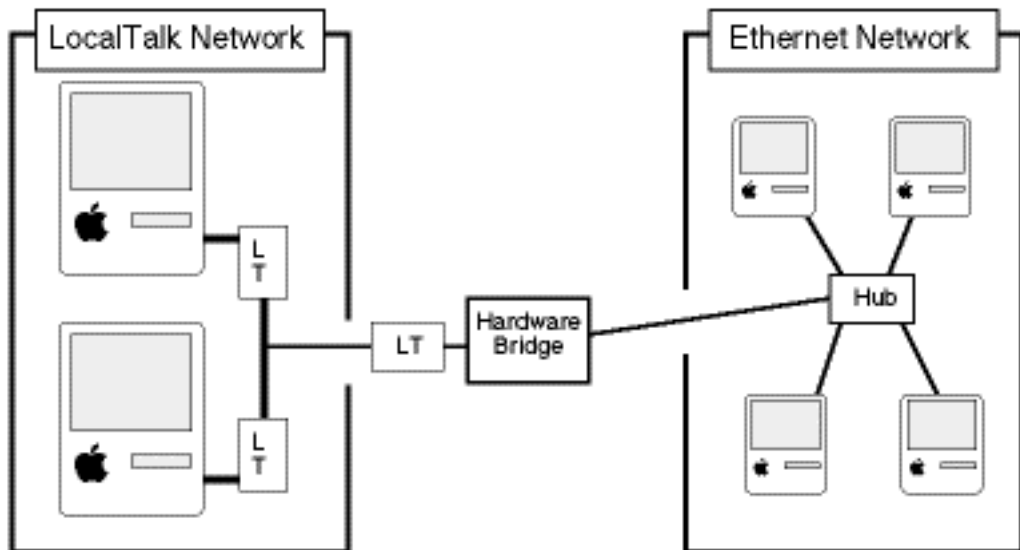 LocalTalk Network
Ethernet Network
L
T
LT
Hardware
Bridge
Hub
L
T